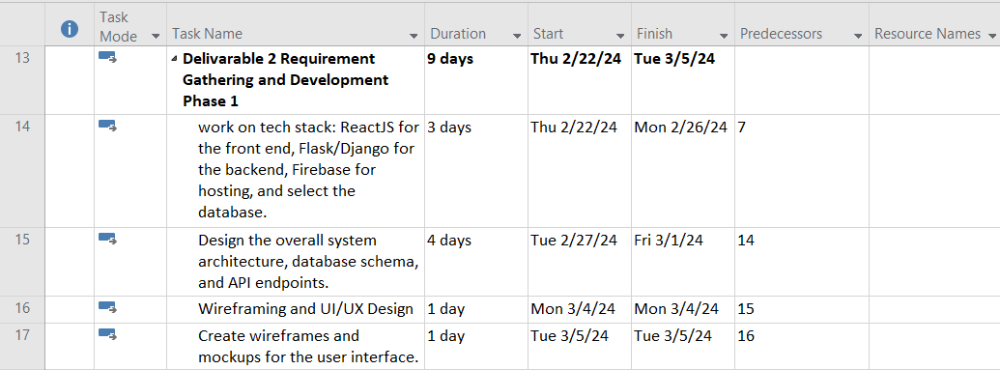 Task Mode Task Name Duration Start Finish Predecessors Resource Names
13 Delivarable 2 Requirement 9 days Thu 2/22/24 Tue 3/5/24
Gathering and Development
Phase 1
14 work on tech stack: ReactJS for 3 days Thu 2/22/24 Mon 2/26/24 7
the front end, Flask/Django for
the backend, Firebase for
hosting, and select the
database.
15 Design the overall system 4 days Tue 2/27/24 Fri 3/1/24 14
architecture, database schema,
and API endpoints.
16 Wireframing and UI/UX Design 1 day Mon 3/4/24 Mon 3/4/24 15
17 Create wireframes and 1 day Tue 3/5/24 Tue 3/5/24 16
mockups for the user interface.